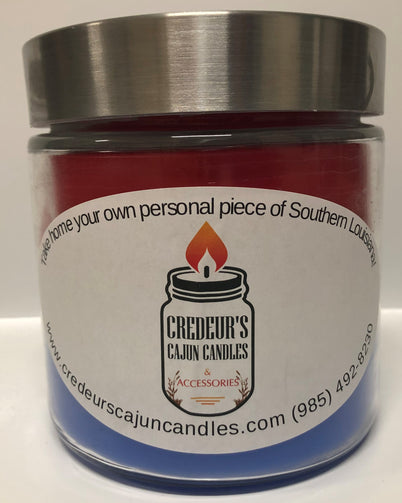 Take home your own personal piece of Southern Louisiana!
CREDEUR'S
CAJUN CANDLES
&
ACCESSORIES
www.credeurscajuncandles.com (985) 492-8230